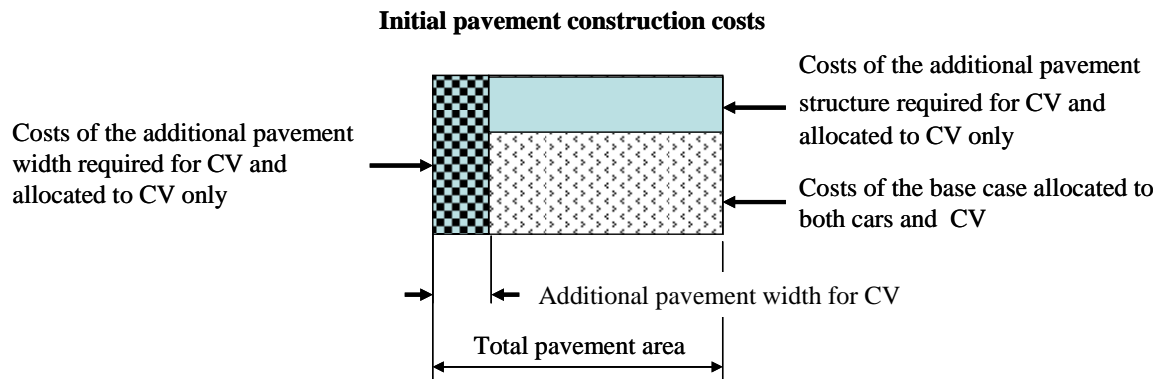 Initial pavement construction costs
Costs of the additional pavement
structure required for CV and
allocated to CV only
Costs of the additional pavement
width required for CV and
allocated to CV only
Costs of the base case allocated to
both cars and CV
Additional pavement width for CV
Total pavement area